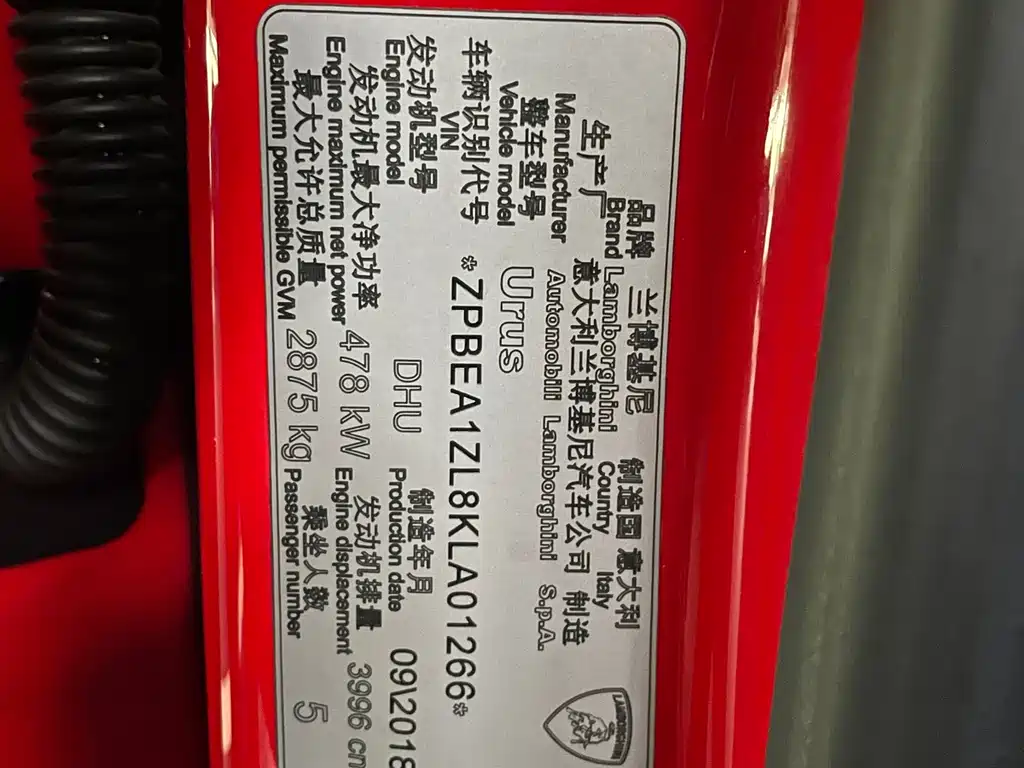 品牌 兰博基尼 制造国 意大利
Brand Lamborghini Country Italy
生产厂 意大利兰博基尼汽车公司 制造
Manufacturer Automobili Lamborghini S.p.A.
整车型号 Urus
Vehicle model
车辆识别代号 *ZPBEA1ZL8KLA01266*
VIN
发动机型号 DHU 制造年月 09\2018
Engine model Production date
发动机最大净功率 478 kW 发动机排量 3996 cm
Engine maximum net power Engine displacement
最大允许总质量 2875 kg 乘坐人数 5
Maximum permissible GVM Passenger number
LAMBORGHINI